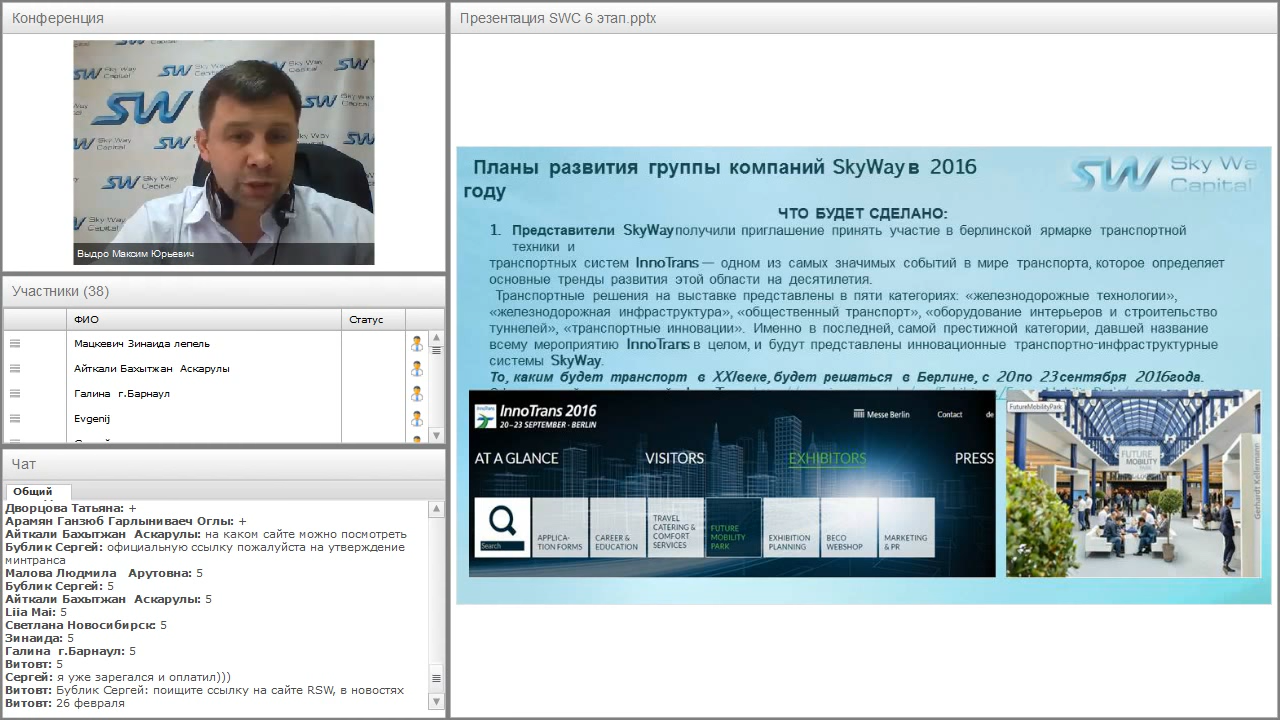 Конференция
SW
Sky Way
Capital
Выдро Максим Юрьевич
Участники (38)
ФИО
Статус
Мацкевич Зинаида лепель
Айткали Бахытжан Аскарулы
Галина г.Барнаул
Evgenij
Чат
Общий
Дворцова Татьяна: +
Арамян Ганзюб Гарлыниваеч Оглы: +
Айткали Бахытжан Аскарулы: на каком сайте можно посмотреть
Бублик Сергей: официальную ссылку пожалуйста на утверждение
минтранса
Малова Людмила Арутовна: 5
Бублик Сергей: 5
Айткали Бахытжан Аскарулы: 5
Liia Mai: 5
Светлана Новосибирск: 5
Зинаида: 5
Галина г.Барнаул: 5
Витовт: 5
Сергей: я уже зарегался и оплатил)))
Витовт: Бублик Сергей: поищите ссылку на сайте RSW, в новостях
Витовт: 26 февраля
Презентация SWC 6 этап.pptx
Планы развития группы компаний SkyWay в 2016
году
SW Sky Wa
Capital
ЧТО БУДЕТ СДЕЛАНО:
1. Представители SkyWay получили приглашение принять участие в берлинской ярмарке транспортной
техники и
транспортных систем InnoTrans — одном из самых значимых событий в мире транспорта, которое определяет
основные тренды развития этой области на десятилетия.
Транспортные решения на выставке представлены в пяти категориях: «железнодорожные технологии»,
«железнодорожная инфраструктура», «общественный транспорт», «оборудование интерьеров и строительство
туннелей», «транспортные инновации». Именно в последней, самой престижной категории, давшей название
всему мероприятию InnoTrans в целом, и будут представлены инновационные транспортно-инфраструктурные
системы SkyWay.
То, каким будет транспорт в XXI веке, будет решаться в Берлине, с 20 по 23 сентября 2016 года.
InnoTrans 2016
20–23 SEPTEMBER · BERLIN
Messe Berlin
Contact
de
AT A GLANCE
VISITORS
EXHIBITORS
PRESS
Search
APPLICA-
TION FORMS
CAREER &
EDUCATION
TRAVEL
CATERING &
COMFORT
SERVICES
FUTURE
MOBILITY
PARK
EXHIBITION
PLANNING
BECO
WEBSHOP
MARKETING
& PR
FutureMobilityPark
FUTURE
MOBILITY
PARK
Gerhardt Kellermann